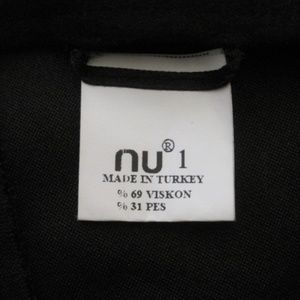 nu® 1
MADE IN TURKEY
% 69 VISKON
% 31 PES